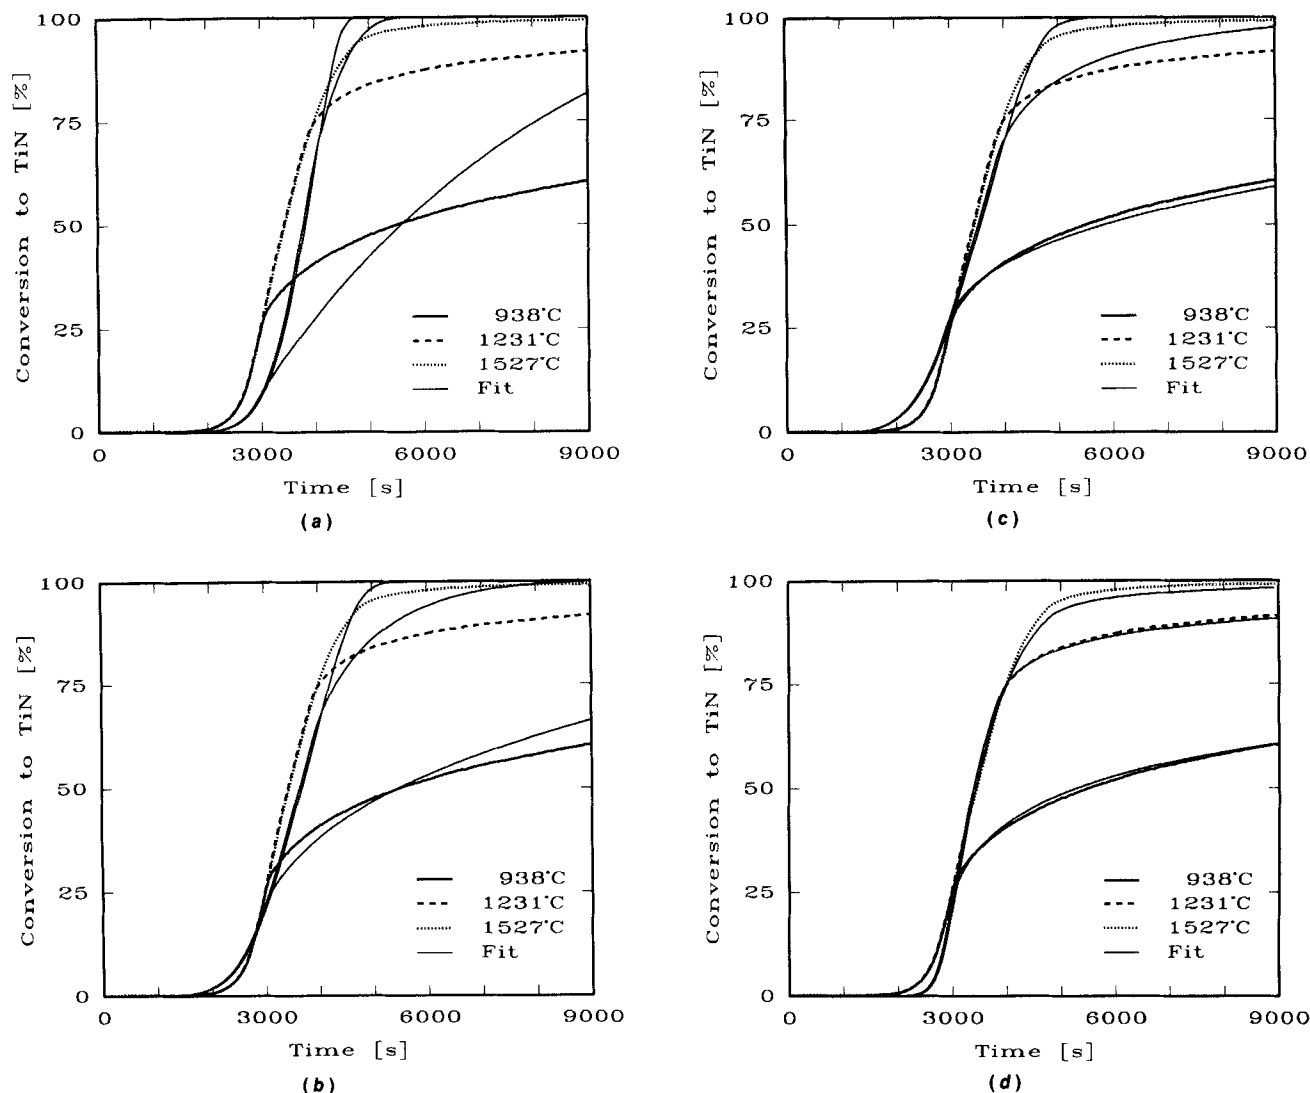 Conversion to TiN [%]
100
75
50
25
0
938°C
1231°C
1527°C
Fit
0 3000 6000 9000
Time [s]
(a)
Conversion to TiN [%]
100
75
50
25
0
938°C
1231°C
1527°C
Fit
0 3000 6000 9000
Time [s]
(c)
Conversion to TiN [%]
100
75
50
25
0
938°C
1231°C
1527°C
Fit
0 3000 6000 9000
Time [s]
(b)
Conversion to TiN [%]
100
75
50
25
0
938°C
1231°C
1527°C
Fit
0 3000 6000 9000
Time [s]
(d)